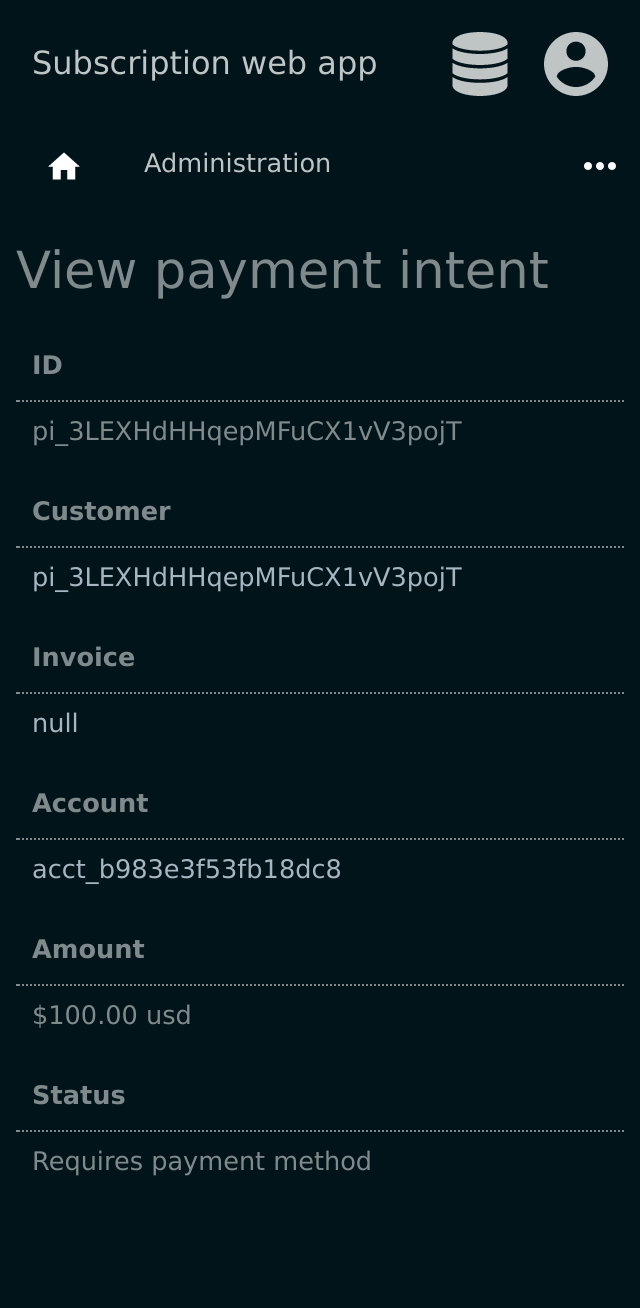 Subscription web app
Administration
View payment intent
ID
pi_3LEXHdHHqepMFuCX1vV3pojT
Customer
pi_3LEXHdHHqepMFuCX1vV3pojT
Invoice
null
Account
acct_b983e3f53fb18dc8
Amount
$100.00 usd
Status
Requires payment method